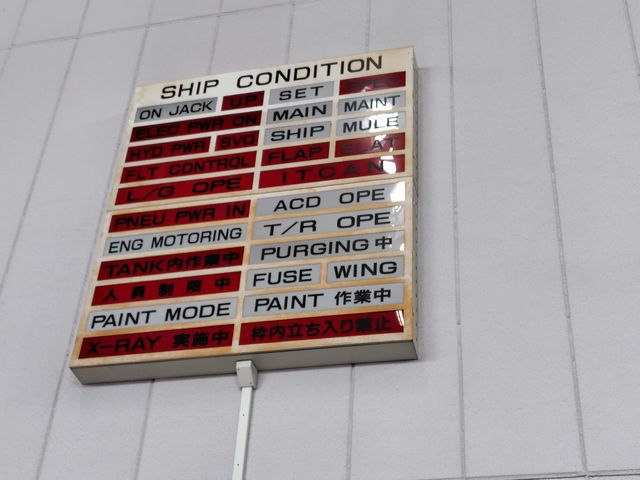 SHIP CONDITION
ON JACK UP SET
ELEC PWR ON MAIN MAINT
HYD PWR SVC SHIP MULE
FLT CONTROL FLAP SLAT
L/G OPE ITCAN
PNEU PWR IN ACD OPE
ENG MOTORING T/R OPE
TANK内作業中 PURGING中
人員制限中 FUSE WING
PAINT MODE PAINT 作業中
X-RAY 実施中 枠内立ち入り禁止